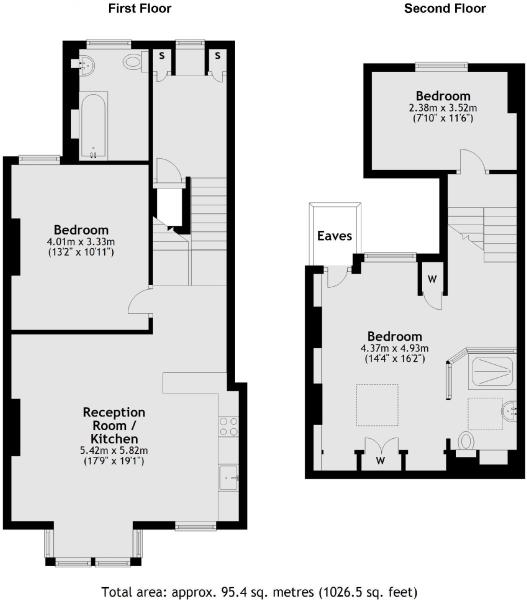 First Floor
Second Floor
S
S
Bedroom
2.38m x 3.52m
(7'10" x 11'6")
Bedroom
4.01m x 3.33m
(13'2" x 10'11")
Eaves
W
Bedroom
4.37m x 4.93m
(14'4" x 16'2")
Reception
Room /
Kitchen
5.42m x 5.82m
(17'9" x 19'1")
W
Total area: approx. 95.4 sq. metres (1026.5 sq. feet)